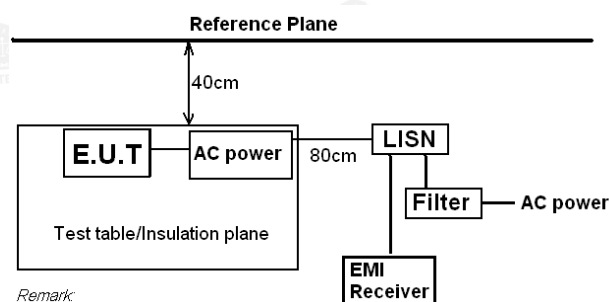 Reference Plane
40cm
E.U.T
AC power
80cm
LISN
Filter
AC power
Test table/Insulation plane
EMI
Receiver
Remark: